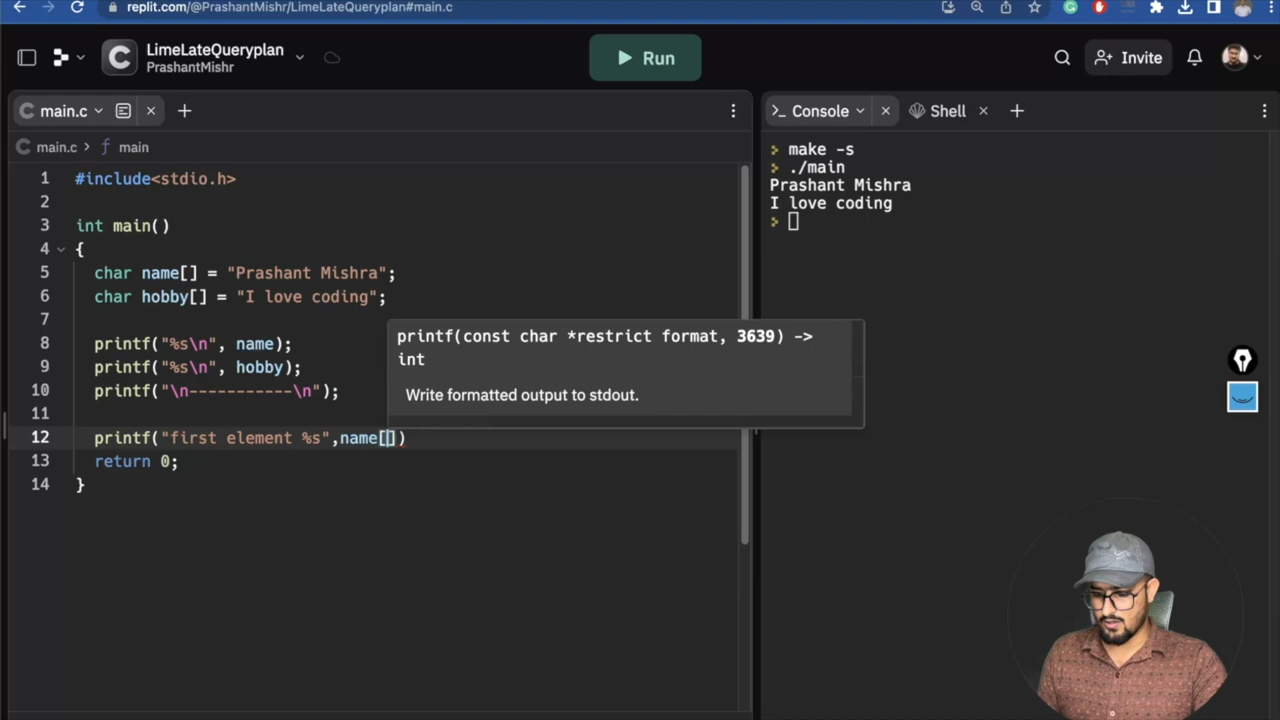 replit.com/@PrashantMishr/LimeLateQueryplan#main.c
LimeLateQueryplan
PrashantMishr
Run
Invite
main.c
Console
Shell
main.c > main
1 #include<stdio.h>
2
3 int main()
4 {
5 char name[] = "Prashant Mishra";
6 char hobby[] = "I love coding";
7
8 printf("%s\n", name);
9 printf("%s\n", hobby);
10 printf("\n-----------\n");
11
12 printf("first element %s",name[])
13 return 0;
14 }
printf(const char *restrict format, 3639) ->
int
Write formatted output to stdout.
> make -s
> ./main
Prashant Mishra
I love coding
>